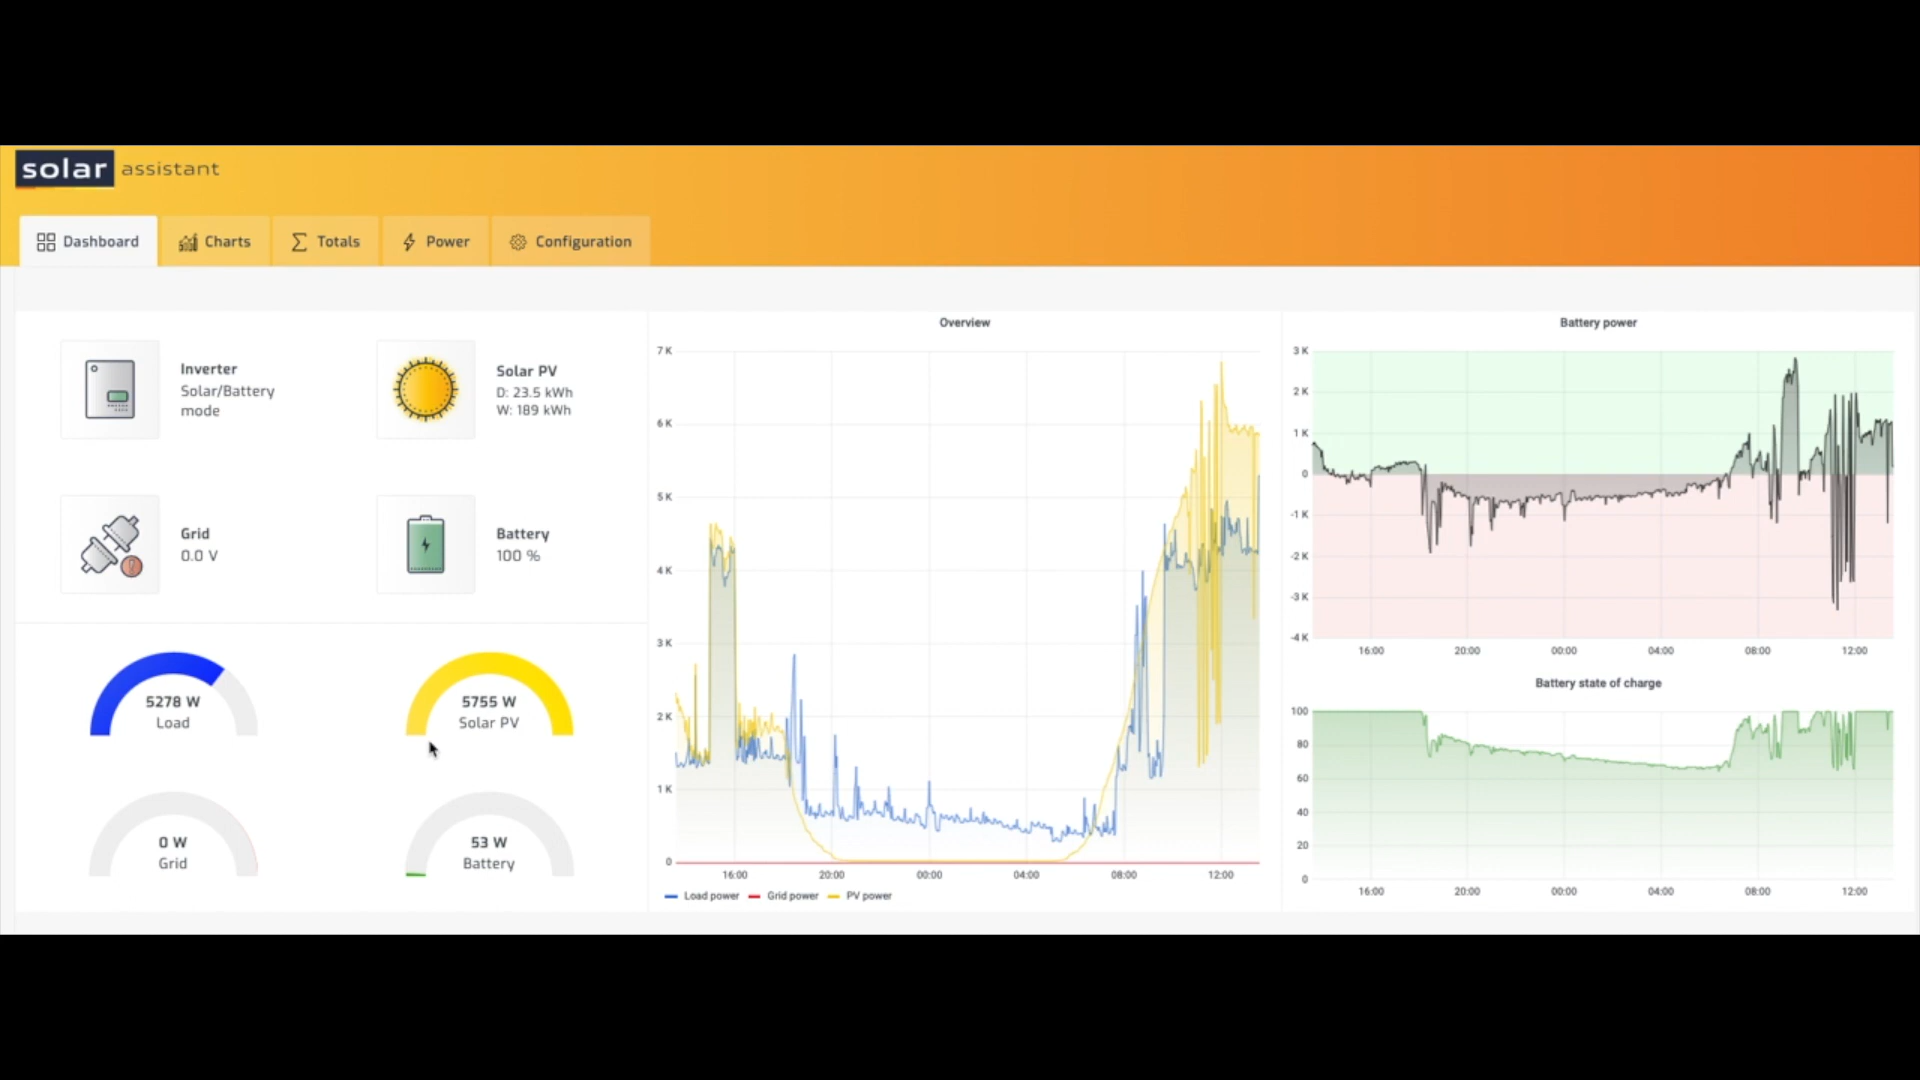 solar assistant
Dashboard
Charts
Totals
Power
Configuration
Inverter
Solar/Battery
mode
Solar PV
D: 23.5 kWh
W: 189 kWh
Grid
0.0 V
Battery
100 %
5278 W
Load
5755 W
Solar PV
0 W
Grid
53 W
Battery
Overview
7 K
6 K
5 K
4 K
3 K
2 K
1 K
0
16:00 20:00 00:00 04:00 08:00 12:00
Load power Grid power PV power
Battery power
3 K
2 K
1 K
0
-1 K
-2 K
-3 K
-4 K
16:00 20:00 00:00 04:00 08:00 12:00
Battery state of charge
100
80
60
40
20
0
16:00 20:00 00:00 04:00 08:00 12:00